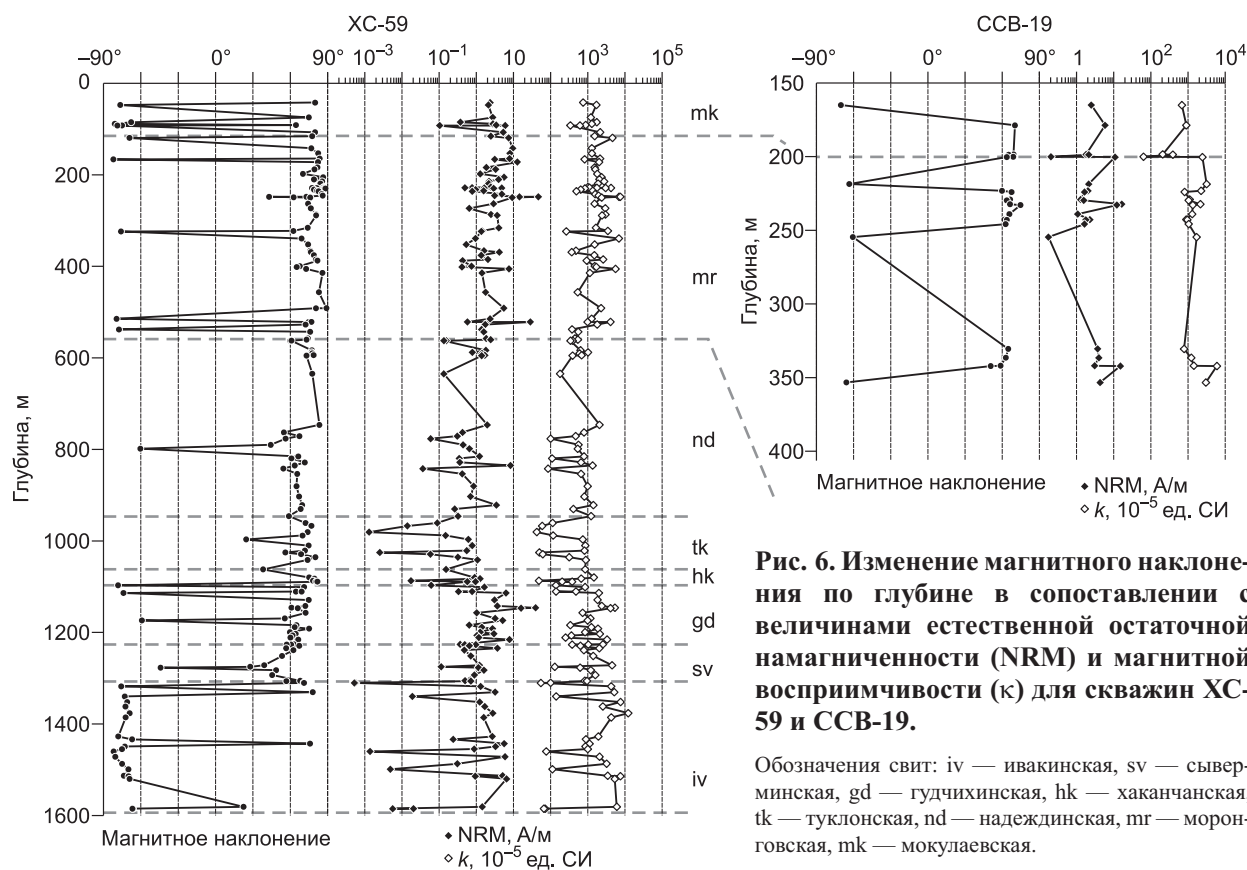 ХС-59
–90° 0° 90° 10⁻³ 10⁻¹ 10 10³ 10⁵
0
200
400
600
800
1000
1200
1400
1600
Глубина, м
mk
mr
nd
tk
hk
gd
sv
iv
Магнитное наклонение
NRM, А/м
k, 10⁻⁵ ед. СИ
ССВ-19
–90° 0° 90° 1 10² 10⁴
150
200
250
300
350
400
Глубина, м
Магнитное наклонение
NRM, А/м
k, 10⁻⁵ ед. СИ
Рис. 6. Изменение магнитного наклоне-
ния по глубине в сопоставлении с
величинами естественной остаточной
намагниченности (NRM) и магнитной
восприимчивости (κ) для скважин ХС-
59 и ССВ-19.
Обозначения свит: iv — ивакинская, sv — сывер-
минская, gd — гудчихинская, hk — хаканчанская,
tk — туклонская, nd — надеждинская, mr — морон-
говская, mk — мокулаевская.